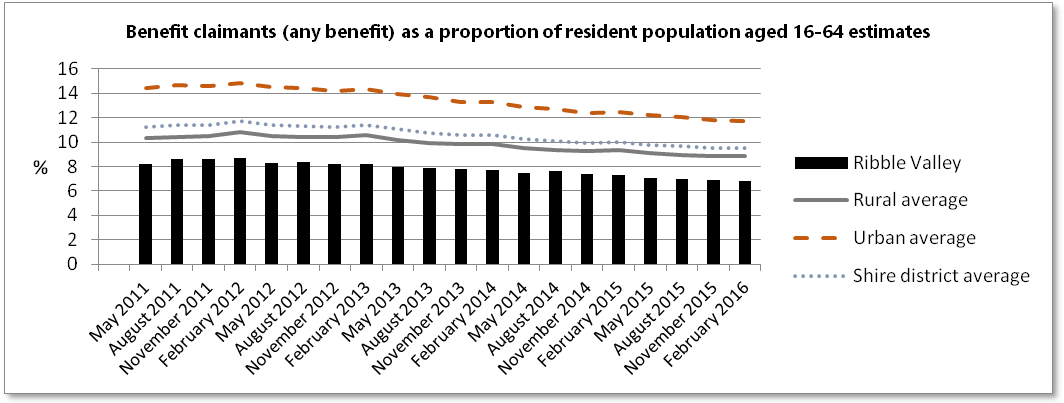 Benefit claimants (any benefit) as a proportion of resident population aged 16-64 estimates
16
14
12
10
8
6
4
2
0
%
May 2011
August 2011
November 2011
February 2012
May 2012
August 2012
November 2012
February 2013
May 2013
August 2013
November 2013
February 2014
May 2014
August 2014
November 2014
February 2015
May 2015
August 2015
November 2015
February 2016
Ribble Valley
Rural average
Urban average
Shire district average